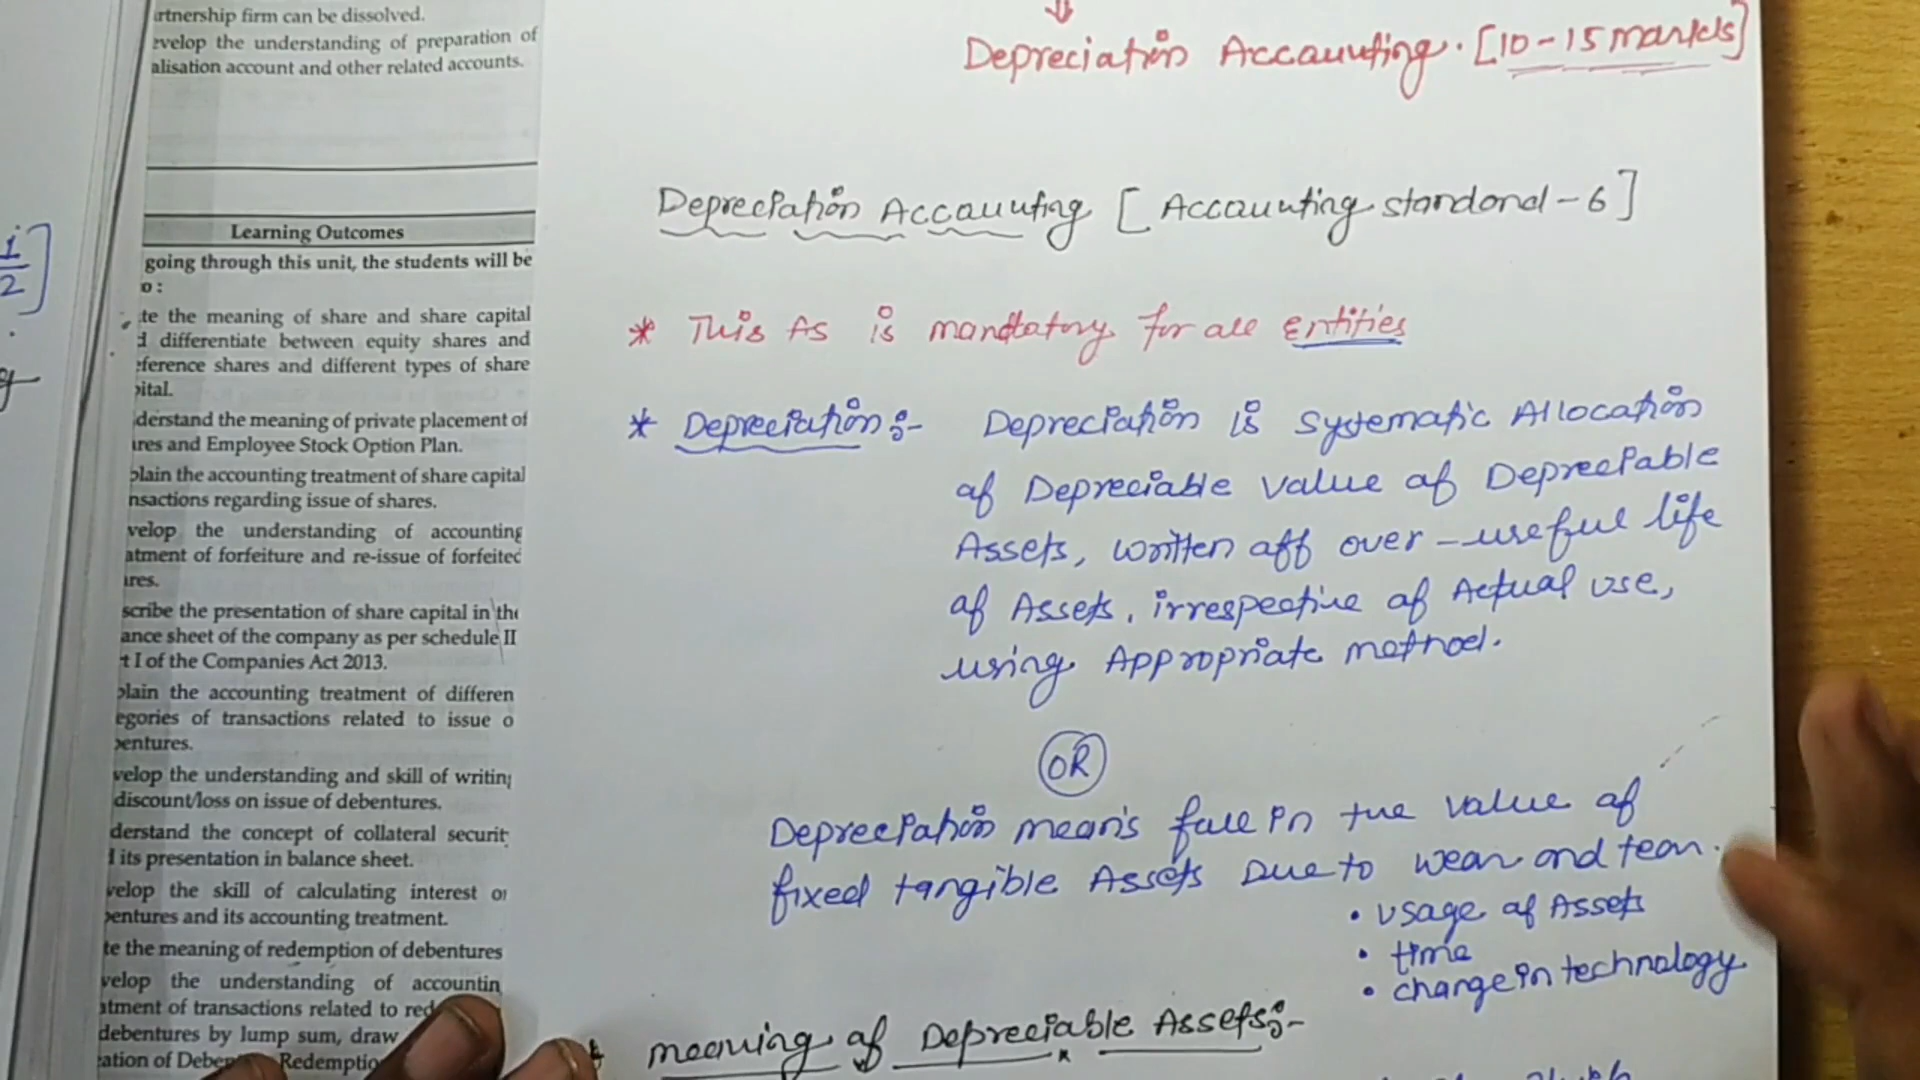 partnership firm can be dissolved.
evelop the understanding of preparation of
alisation account and other related accounts.
Learning Outcomes
going through this unit, the students will be
o :
te the meaning of share and share capital
d differentiate between equity shares and
eference shares and different types of share
pital.
derstand the meaning of private placement of
ires and Employee Stock Option Plan.
plain the accounting treatment of share capital
nsactions regarding issue of shares.
velop the understanding of accounting
atment of forfeiture and re-issue of forfeited
ires.
scribe the presentation of share capital in the
ance sheet of the company as per schedule II
t I of the Companies Act 2013.
plain the accounting treatment of differen
egories of transactions related to issue o
bentures.
velop the understanding and skill of writing
discount/loss on issue of debentures.
derstand the concept of collateral securit
its presentation in balance sheet.
velop the skill of calculating interest on
bentures and its accounting treatment.
te the meaning of redemption of debentures
velop the understanding of accountin
atment of transactions related to red
debentures by lump sum, draw
ation of Debe Redemptio
1/2]
Depreciation Accounting. [10-15 marks]
Depreciation Accounting [Accounting standard-6]
* This AS is mandatory for all Entities
* Depreciation:- Depreciation is Systematic Allocation
of Depreciable value of Depreciable
Assets, written off over - useful life
of Assets, irrespective of Actual use,
using Appropriate method.
OR
Depreciation means fall in the value of
fixed tangible Assets Due to wear and tear.
• usage of Assets
• time
• change in technology
meaning of Depreciable Assets:-